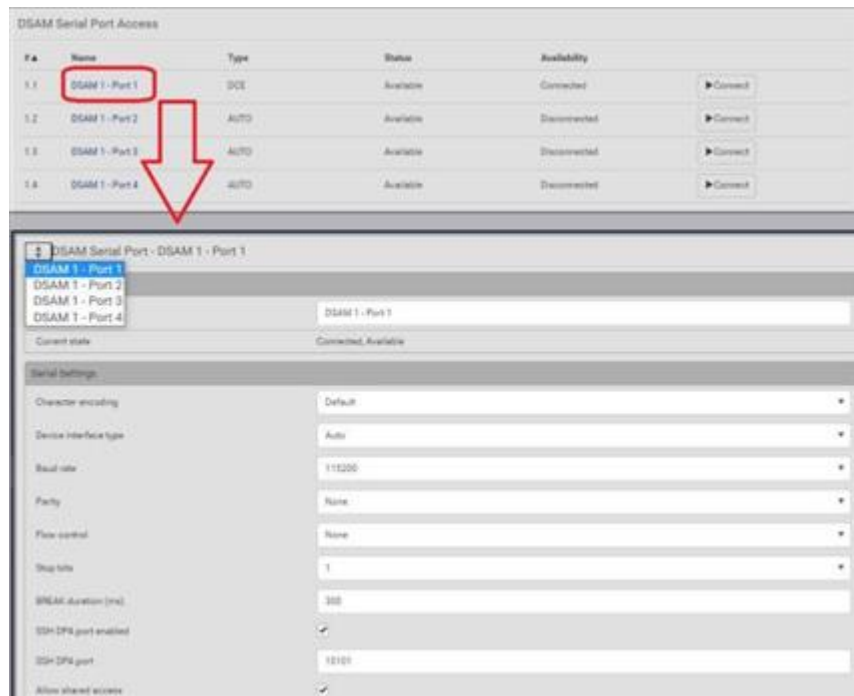 DSAM Serial Port Access
# Name Type Status Availability
1.1 DSAM 1 - Port 1 DCE Available Connected Connect
1.2 DSAM 1 - Port 2 AUTO Available Disconnected Connect
1.3 DSAM 1 - Port 3 AUTO Available Disconnected Connect
1.4 DSAM 1 - Port 4 AUTO Available Disconnected Connect
DSAM Serial Port - DSAM 1 - Port 1
DSAM 1 - Port 1
DSAM 1 - Port 2
DSAM 1 - Port 3
DSAM 1 - Port 4
DSAM 1 - Port 1
Current state Connected, Available
Serial Settings
Character encoding Default
Device interface type Auto
Baud rate 115200
Parity None
Flow control None
Stop bits 1
BREAK duration (ms) 300
SSH DPA port enabled
SSH DPA port 10101
Allow shared access